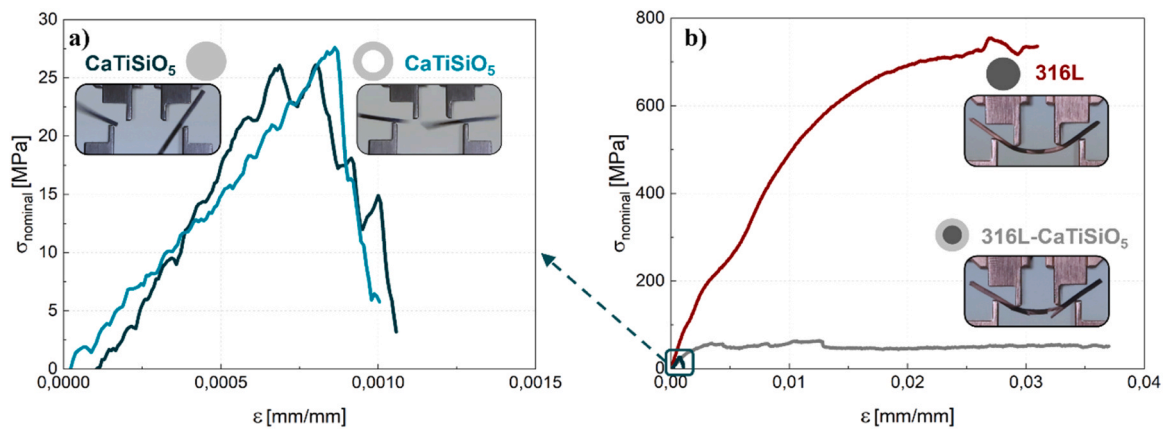 a)
CaTiSiO5
CaTiSiO5
30
25
20
15
10
5
0
σnominal [MPa]
0,0000
0,0005
0,0010
0,0015
ε [mm/mm]
b)
316L
316L-CaTiSiO5
800
600
400
200
0
σnominal [MPa]
0,00
0,01
0,02
0,03
0,04
ε [mm/mm]